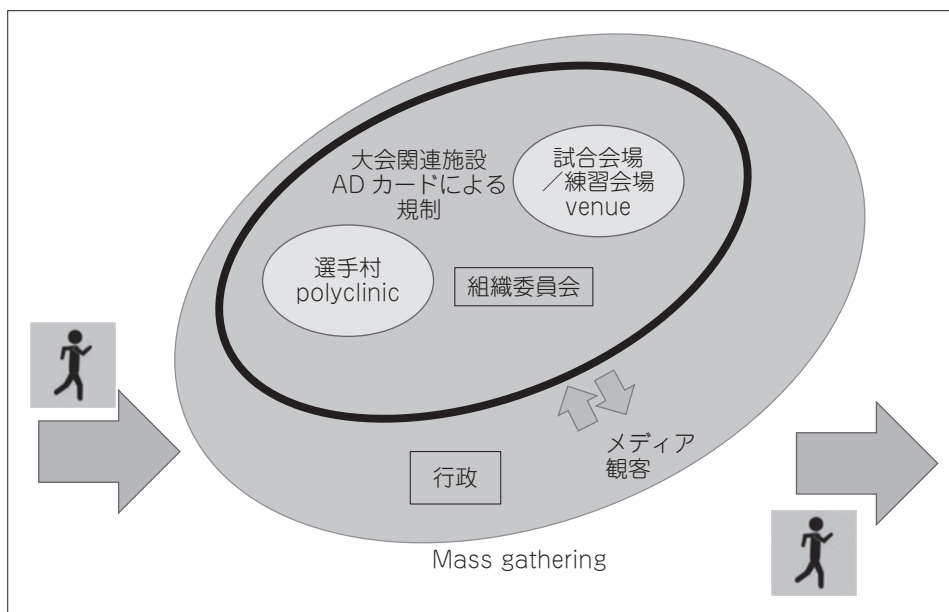 大会関連施設
AD カードによる
規制
試合会場
／練習会場
venue
選手村
polyclinic
組織委員会
メディア
観客
行政
Mass gathering